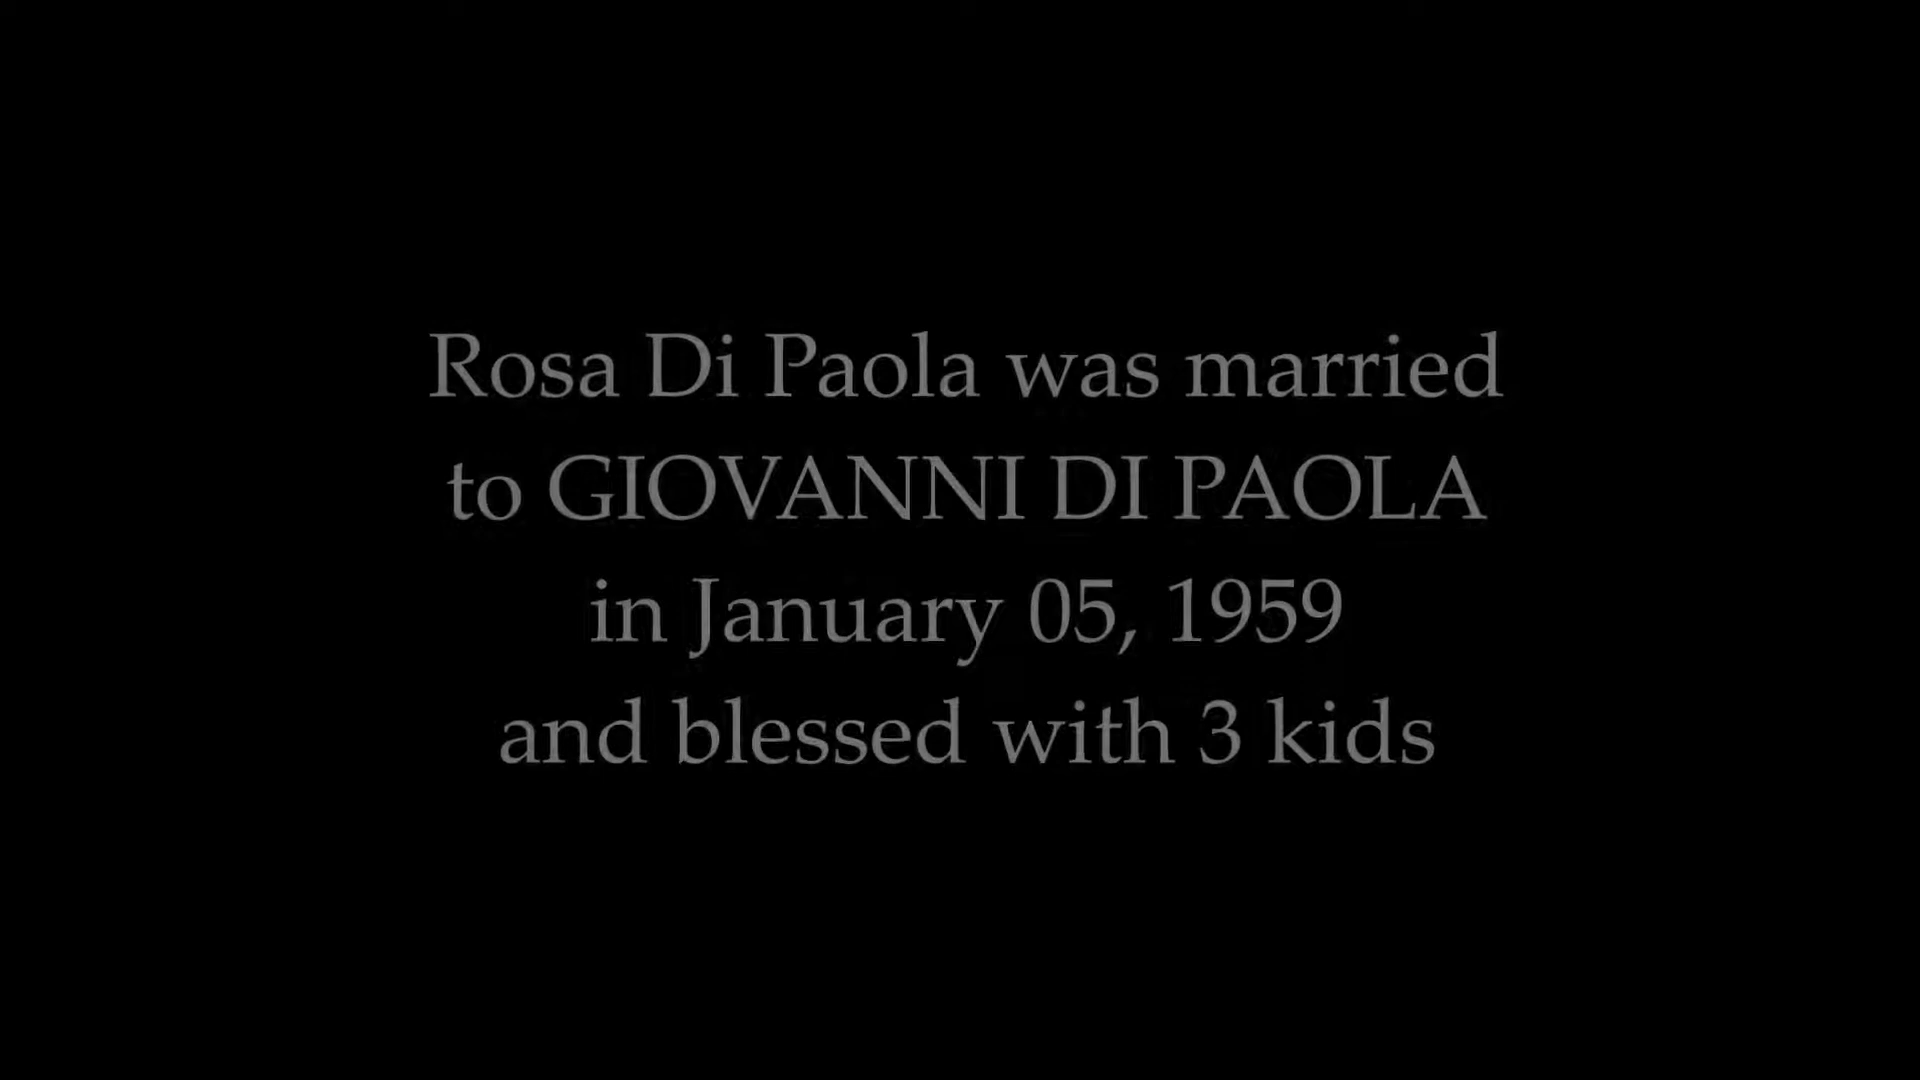 Rosa Di Paola was married
to GIOVANNI DI PAOLA
in January 05, 1959
and blessed with 3 kids